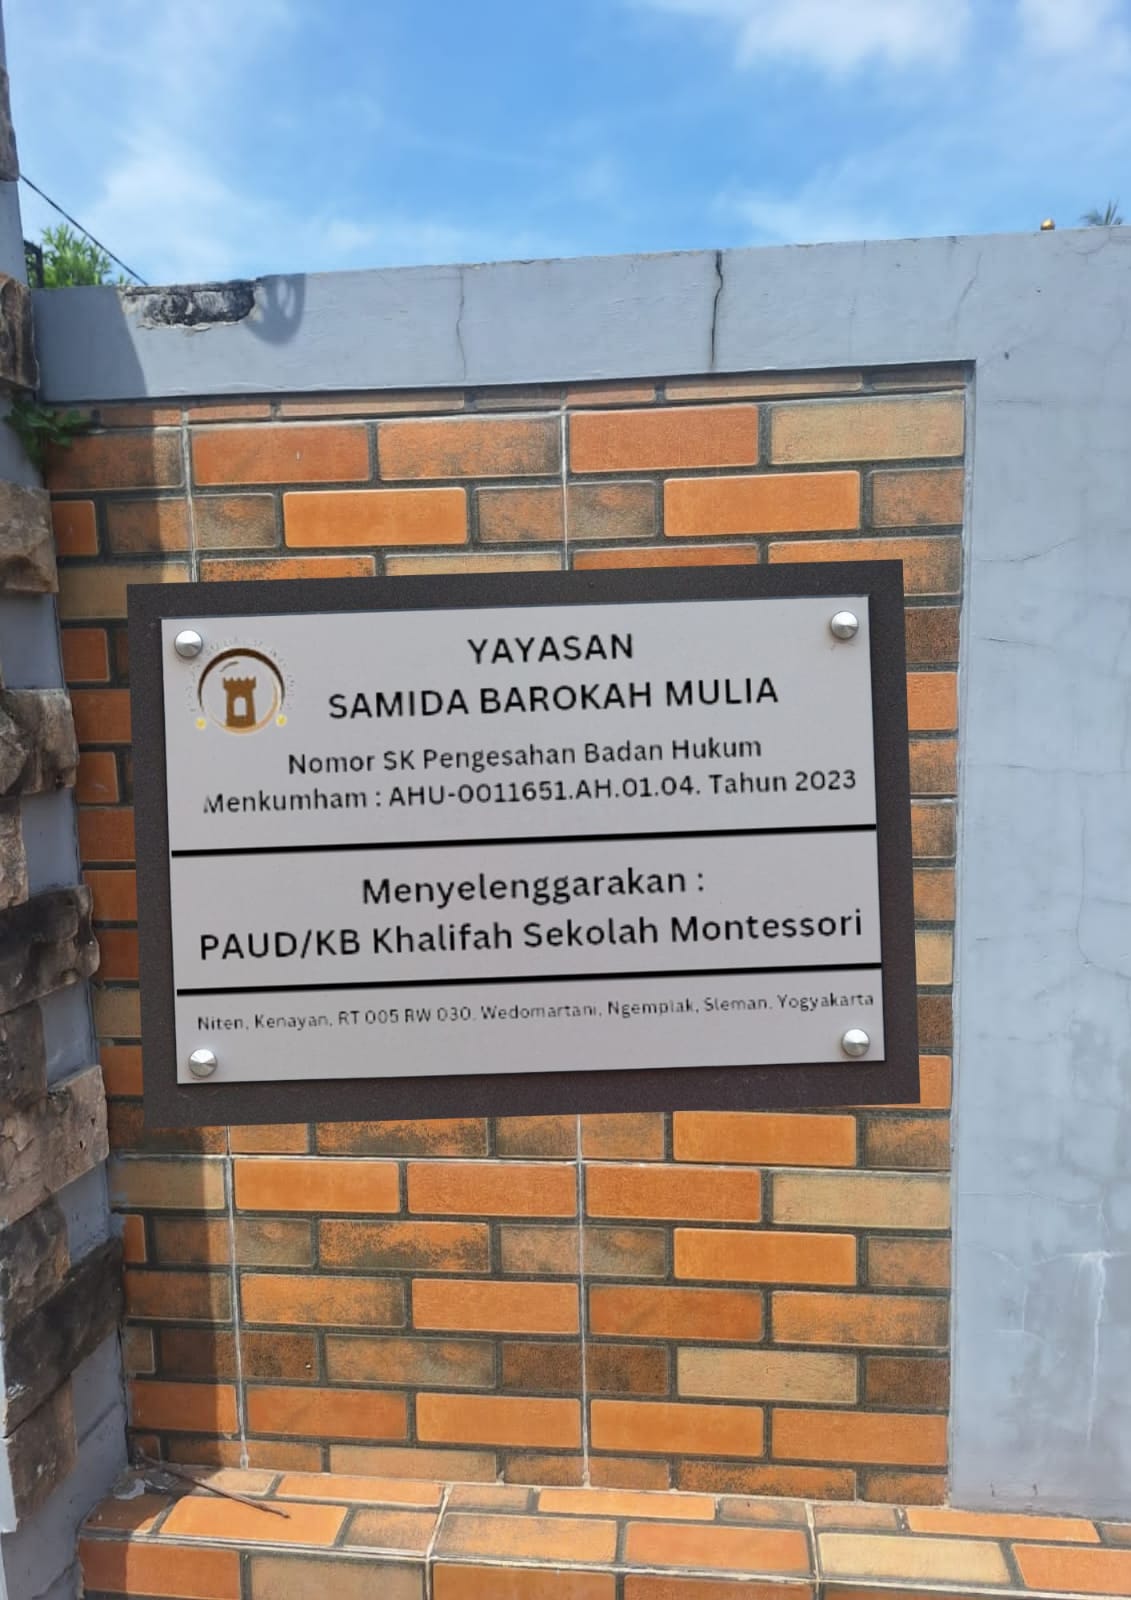 YAYASAN
SAMIDA BAROKAH MULIA
Nomor SK Pengesahan Badan Hukum
Menkumham : AHU-0011651.AH.01.04. Tahun 2023
Menyelenggarakan :
PAUD/KB Khalifah Sekolah Montessori
Niten, Kenayan, RT 005 RW 030. Wedomartani, Ngemplak, Sleman. Yogyakarta